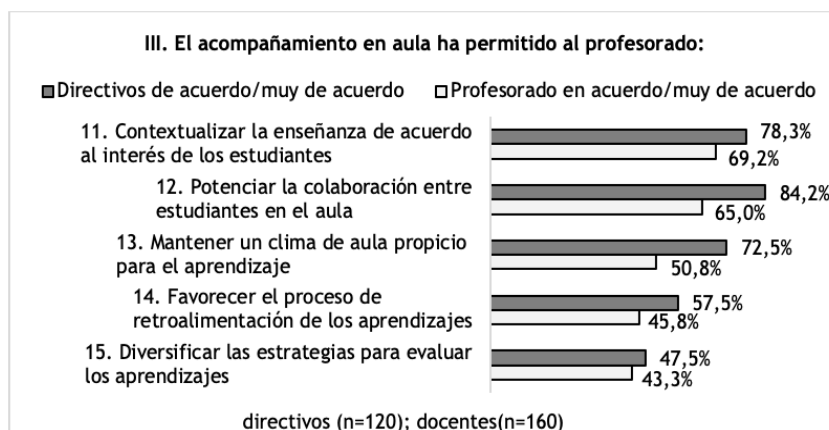 III. El acompañamiento en aula ha permitido al profesorado:
Directivos de acuerdo/muy de acuerdo Profesorado en acuerdo/muy de acuerdo
11. Contextualizar la enseñanza de acuerdo
al interés de los estudiantes
78,3%
69,2%
12. Potenciar la colaboración entre
estudiantes en el aula
84,2%
65,0%
13. Mantener un clima de aula propicio
para el aprendizaje
72,5%
50,8%
14. Favorecer el proceso de
retroalimentación de los aprendizajes
57,5%
45,8%
15. Diversificar las estrategias para evaluar
los aprendizajes
47,5%
43,3%
directivos (n=120); docentes(n=160)